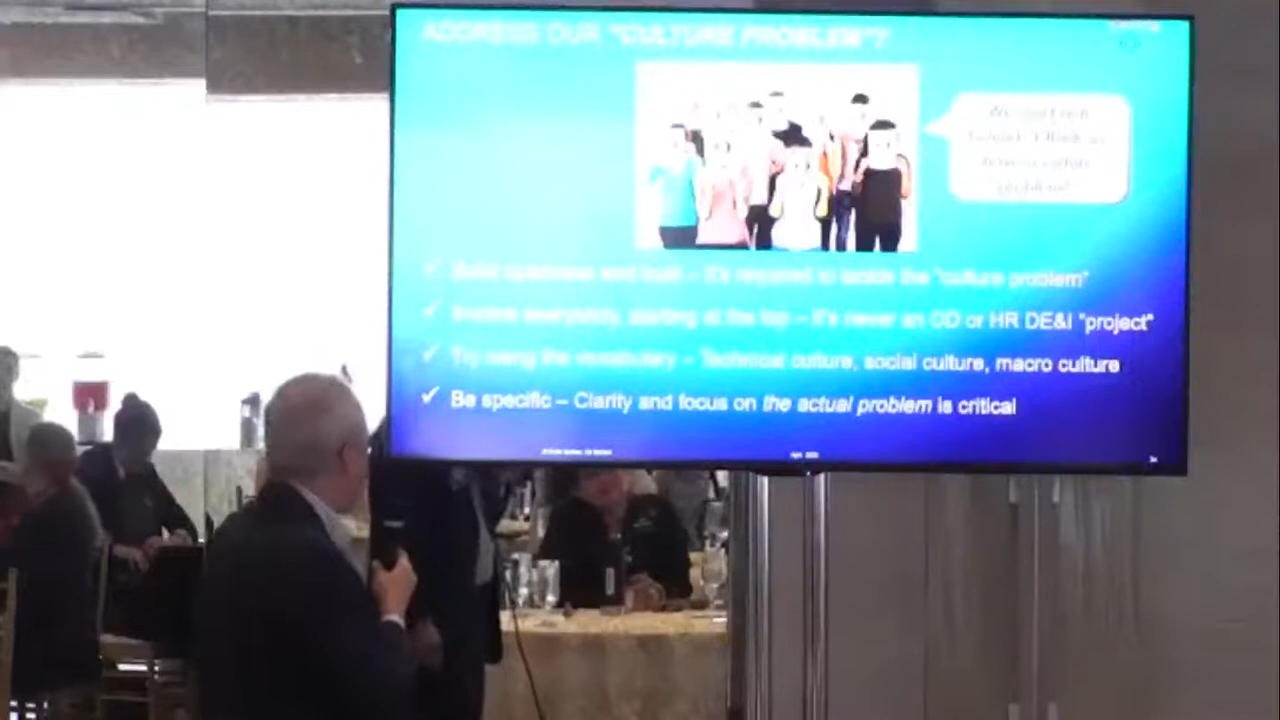 ADDRESS OUR "CULTURE PROBLEM"?
✓ Build openness and trust – it's required to tackle the "culture problem"
✓ Involve everybody, starting at the top – it's never an OD or HR DE&I "project"
✓ Try using the vocabulary – Technical culture, social culture, macro culture
✓ Be specific – Clarity and focus on the actual problem is critical